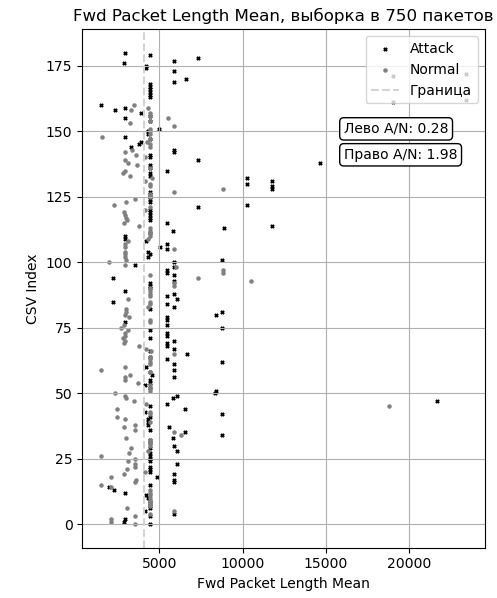 Fwd Packet Length Mean, выборка в 750 пакетов
Attack
Normal
Граница
Лево A/N: 0.28
Право A/N: 1.98
CSV Index
175
150
125
100
75
50
25
0
5000 10000 15000 20000
Fwd Packet Length Mean